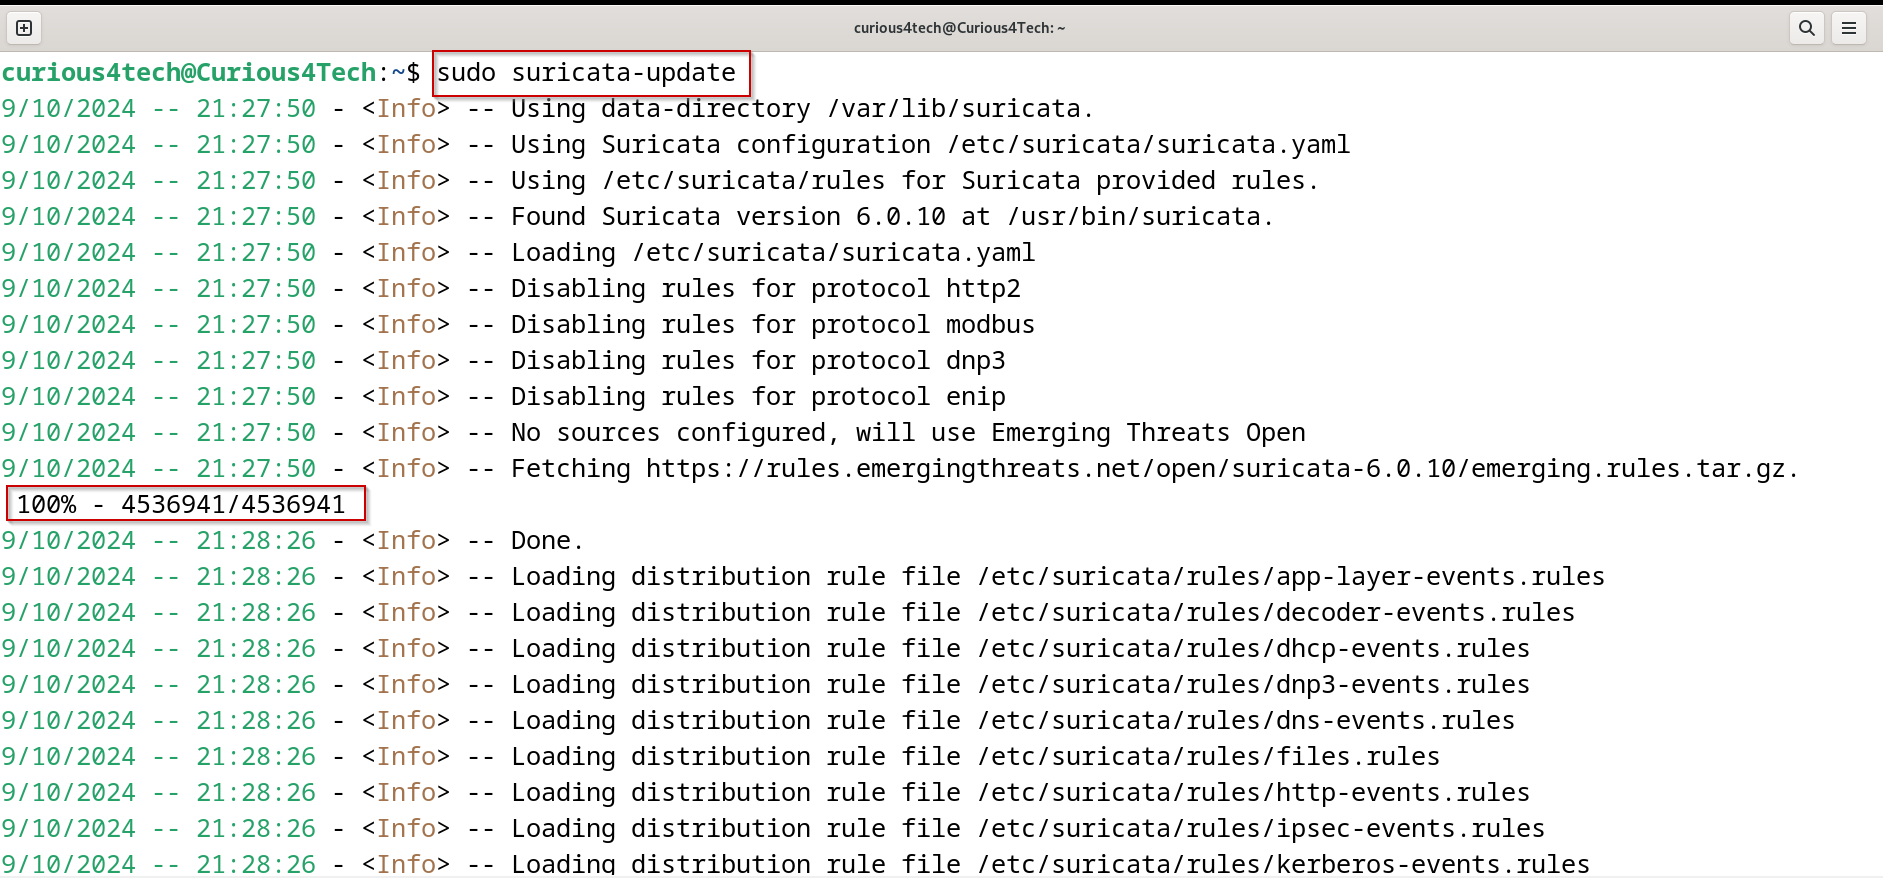 curious4tech@Curious4Tech: ~
curious4tech@Curious4Tech:~$ sudo suricata-update
9/10/2024 -- 21:27:50 - <Info> -- Using data-directory /var/lib/suricata.
9/10/2024 -- 21:27:50 - <Info> -- Using Suricata configuration /etc/suricata/suricata.yaml
9/10/2024 -- 21:27:50 - <Info> -- Using /etc/suricata/rules for Suricata provided rules.
9/10/2024 -- 21:27:50 - <Info> -- Found Suricata version 6.0.10 at /usr/bin/suricata.
9/10/2024 -- 21:27:50 - <Info> -- Loading /etc/suricata/suricata.yaml
9/10/2024 -- 21:27:50 - <Info> -- Disabling rules for protocol http2
9/10/2024 -- 21:27:50 - <Info> -- Disabling rules for protocol modbus
9/10/2024 -- 21:27:50 - <Info> -- Disabling rules for protocol dnp3
9/10/2024 -- 21:27:50 - <Info> -- Disabling rules for protocol enip
9/10/2024 -- 21:27:50 - <Info> -- No sources configured, will use Emerging Threats Open
9/10/2024 -- 21:27:50 - <Info> -- Fetching https://rules.emergingthreats.net/open/suricata-6.0.10/emerging.rules.tar.gz.
100% - 4536941/4536941
9/10/2024 -- 21:28:26 - <Info> -- Done.
9/10/2024 -- 21:28:26 - <Info> -- Loading distribution rule file /etc/suricata/rules/app-layer-events.rules
9/10/2024 -- 21:28:26 - <Info> -- Loading distribution rule file /etc/suricata/rules/decoder-events.rules
9/10/2024 -- 21:28:26 - <Info> -- Loading distribution rule file /etc/suricata/rules/dhcp-events.rules
9/10/2024 -- 21:28:26 - <Info> -- Loading distribution rule file /etc/suricata/rules/dnp3-events.rules
9/10/2024 -- 21:28:26 - <Info> -- Loading distribution rule file /etc/suricata/rules/dns-events.rules
9/10/2024 -- 21:28:26 - <Info> -- Loading distribution rule file /etc/suricata/rules/files.rules
9/10/2024 -- 21:28:26 - <Info> -- Loading distribution rule file /etc/suricata/rules/http-events.rules
9/10/2024 -- 21:28:26 - <Info> -- Loading distribution rule file /etc/suricata/rules/ipsec-events.rules
9/10/2024 -- 21:28:26 - <Info> -- Loading distribution rule file /etc/suricata/rules/kerberos-events.rules